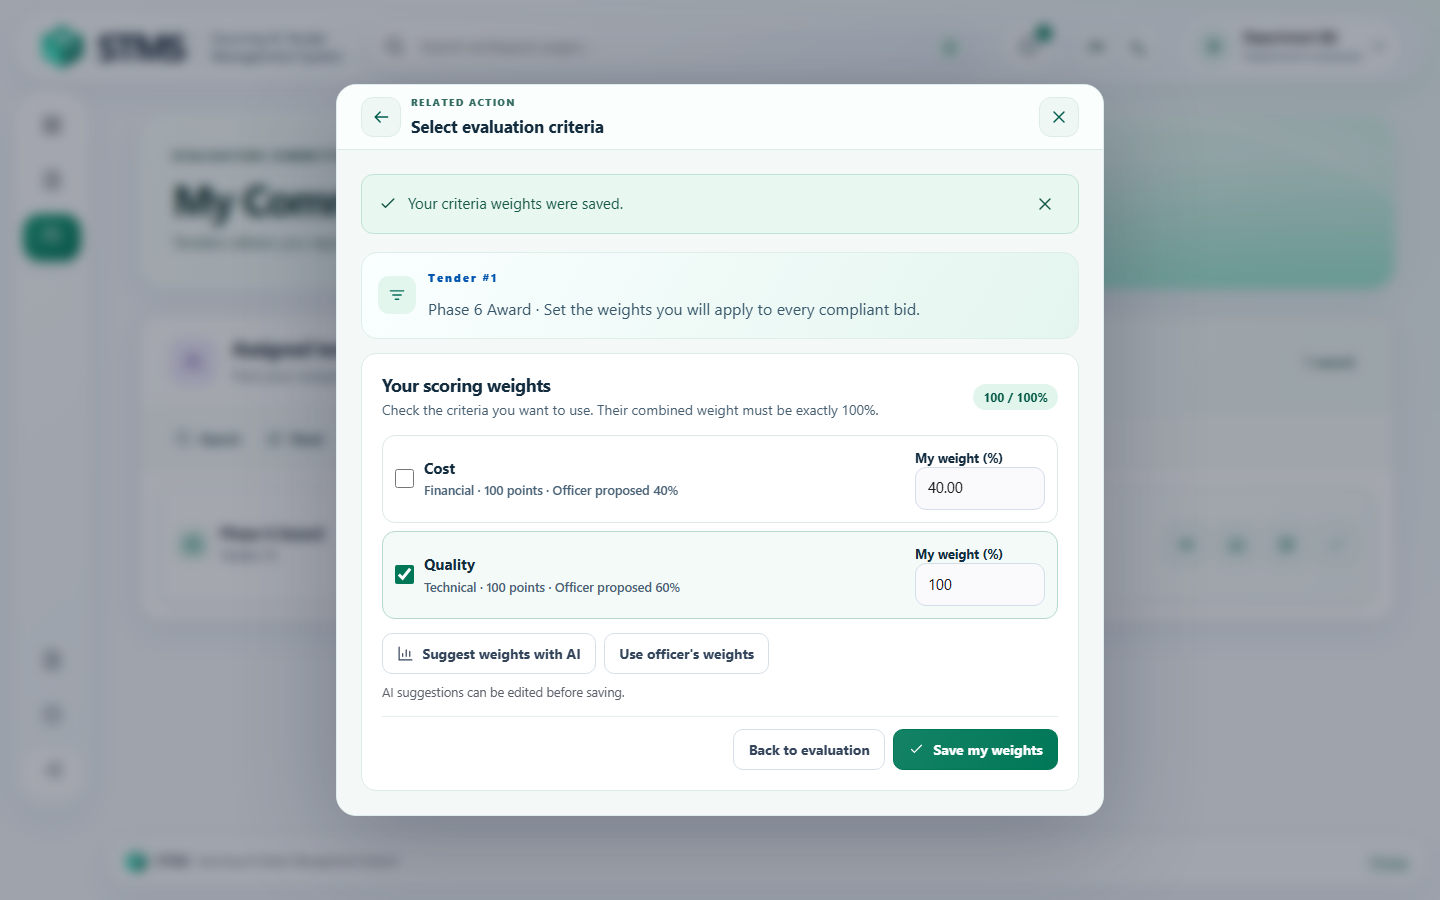 STMS
RELATED ACTION
Select evaluation criteria
Your criteria weights were saved.
Tender #1
Phase 6 Award · Set the weights you will apply to every compliant bid.
Your scoring weights
Check the criteria you want to use. Their combined weight must be exactly 100%.
100 / 100%
Cost
Financial · 100 points · Officer proposed 40%
My weight (%)
40.00
Quality
Technical · 100 points · Officer proposed 60%
My weight (%)
100
Suggest weights with AI
Use officer's weights
AI suggestions can be edited before saving.
Back to evaluation
Save my weights